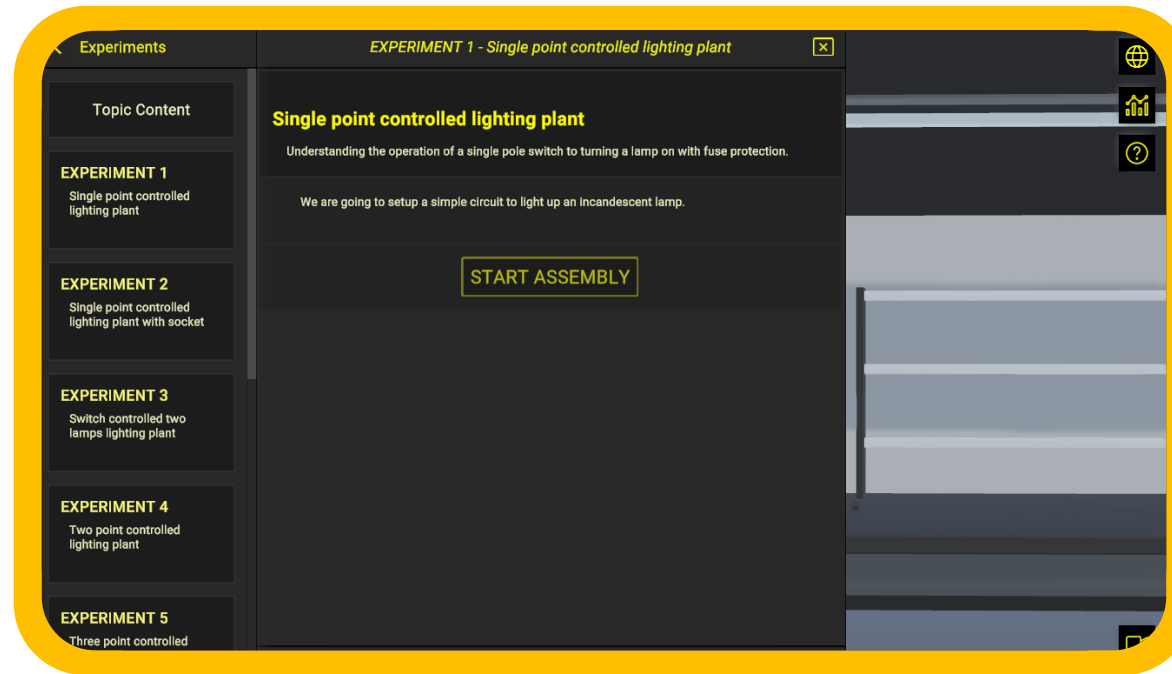 Experiments
EXPERIMENT 1 - Single point controlled lighting plant
Topic Content
EXPERIMENT 1
Single point controlled
lighting plant
EXPERIMENT 2
Single point controlled
lighting plant with socket
EXPERIMENT 3
Switch controlled two
lamps lighting plant
EXPERIMENT 4
Two point controlled
lighting plant
EXPERIMENT 5
Three point controlled
Single point controlled lighting plant
Understanding the operation of a single pole switch to turning a lamp on with fuse protection.
We are going to setup a simple circuit to light up an incandescent lamp.
START ASSEMBLY